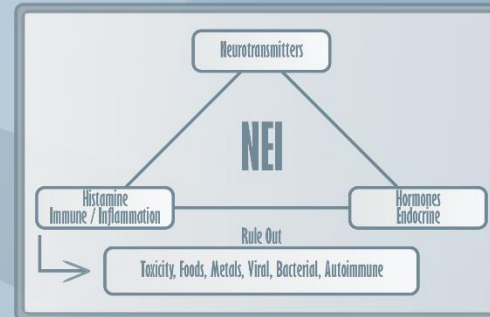 Neurotransmitters
NEI
Histamine
Immune / Inflammation
Hormones
Endocrine
Rule Out
Toxicity, Foods, Metals, Viral, Bacterial, Autoimmune